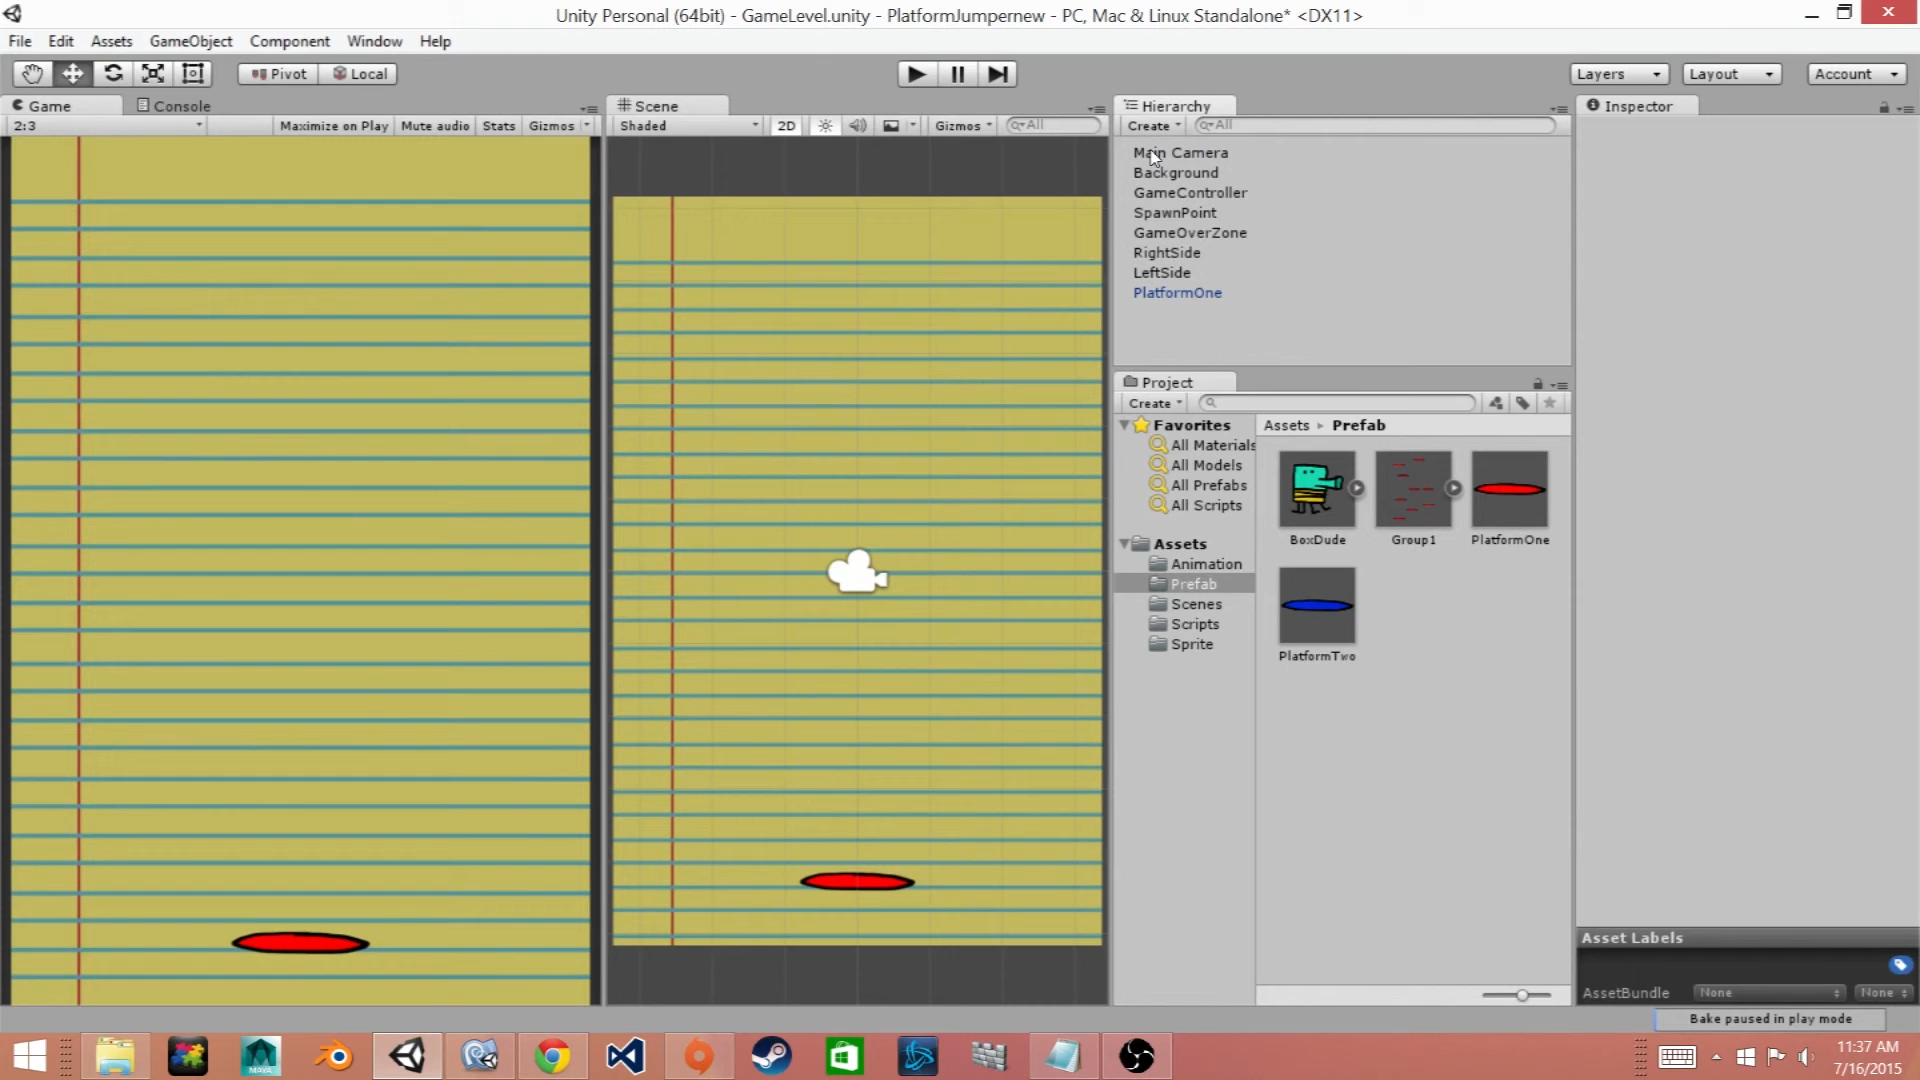 Unity Personal (64bit) - GameLevel.unity - PlatformJumpernew - PC, Mac & Linux Standalone* <DX11>
File Edit Assets GameObject Component Window Help
Pivot Local Layers Layout Account
Game Console Scene Hierarchy Inspector
2:3 Maximize on Play Mute audio Stats Gizmos Shaded 2D Gizmos All Create All
Main Camera
Background
GameController
SpawnPoint
GameOverZone
RightSide
LeftSide
PlatformOne
Project
Create
Favorites
All Materials
All Models
All Prefabs
All Scripts
Assets
Animation
Prefab
Scenes
Scripts
Sprite
Assets Prefab
BoxDude Group1 PlatformOne
PlatformTwo
Asset Labels
AssetBundle None None
Bake paused in play mode
MAYA
11:37 AM
7/16/2015